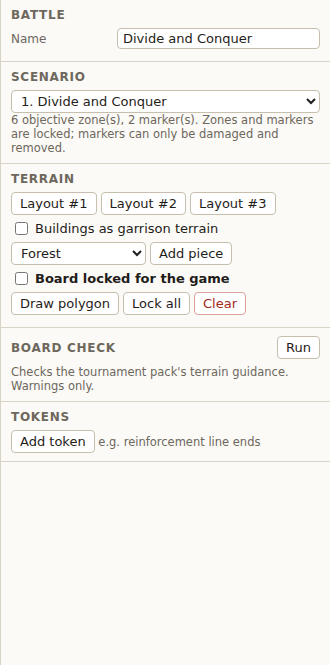 BATTLE
Name Divide and Conquer
SCENARIO
1. Divide and Conquer
6 objective zone(s), 2 marker(s). Zones and markers
are locked; markers can only be damaged and
removed.
TERRAIN
Layout #1 Layout #2 Layout #3
Buildings as garrison terrain
Forest Add piece
Board locked for the game
Draw polygon Lock all Clear
BOARD CHECK Run
Checks the tournament pack's terrain guidance.
Warnings only.
TOKENS
Add token e.g. reinforcement line ends